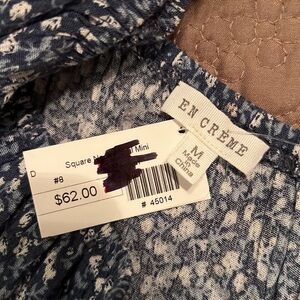 D
Square
Mini
#8
$62.00
# 45014
EN CRÈME
M
Made in
China